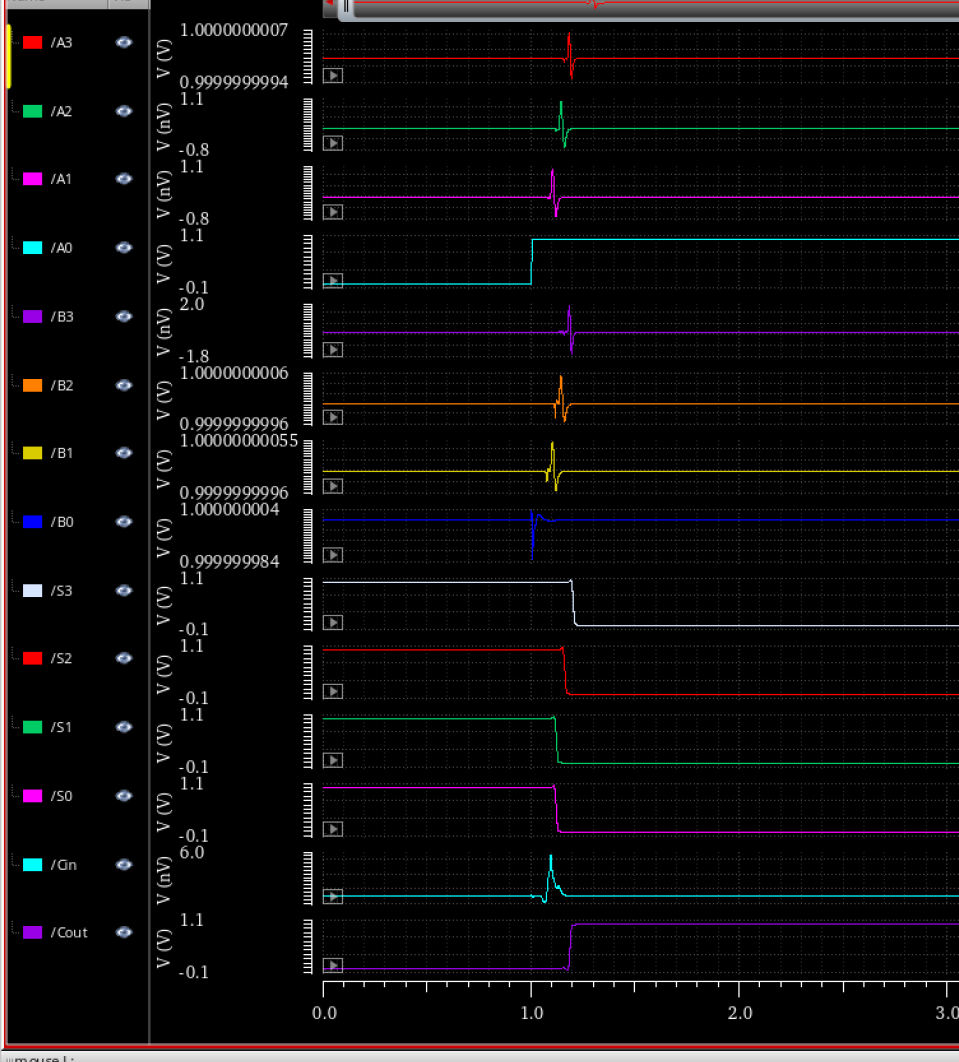 /A3 V (V) 1.0000000007 0.9999999994
/A2 V (nV) 1.1 -0.8
/A1 V (nV) 1.1 -0.8
/A0 V (V) 1.1 -0.1
/B3 V (nV) 2.0 -1.8
/B2 V (V) 1.0000000006 0.9999999996
/B1 V (V) 1.00000000055 0.9999999996
/B0 V (V) 1.000000004 0.999999984
/S3 V (V) 1.1 -0.1
/S2 V (V) 1.1 -0.1
/S1 V (V) 1.1 -0.1
/S0 V (V) 1.1 -0.1
/Cin V (nV) 6.0
/Cout V (V) 1.1 -0.1
0.0 1.0 2.0 3.0
mouse L: